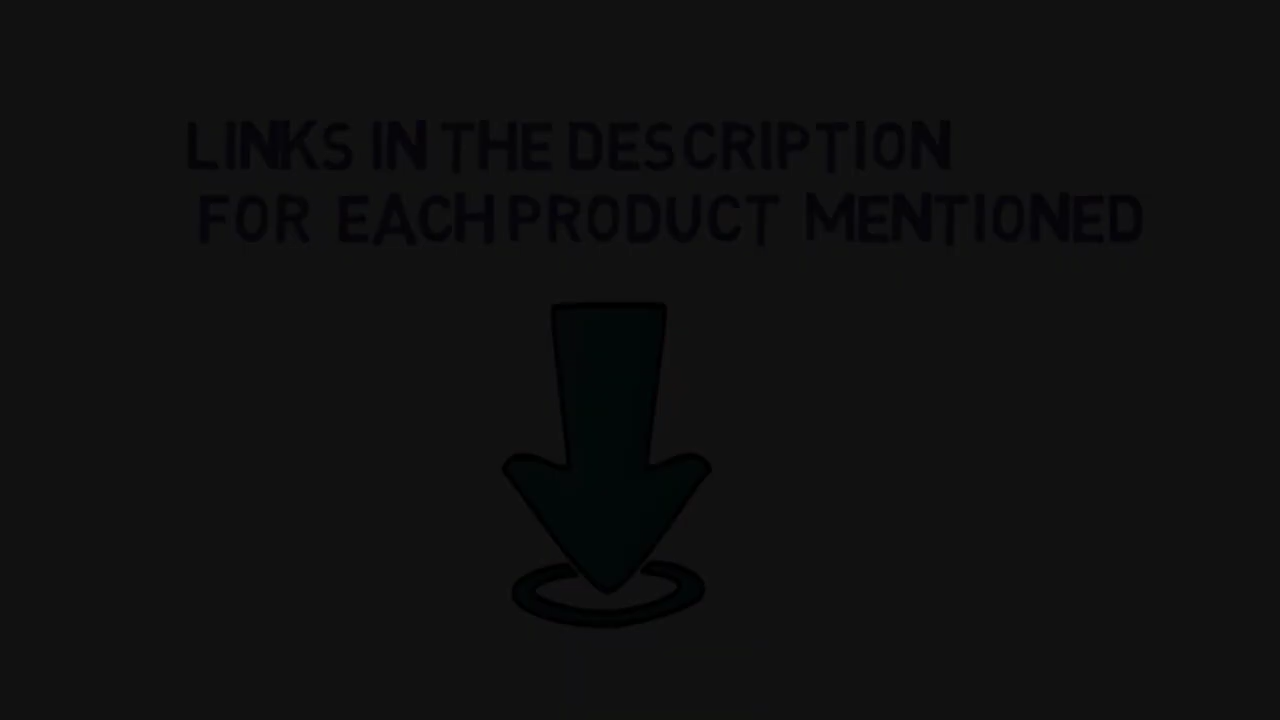 LINKS IN THE DESCRIPTION
FOR EACH PRODUCT MENTIONED